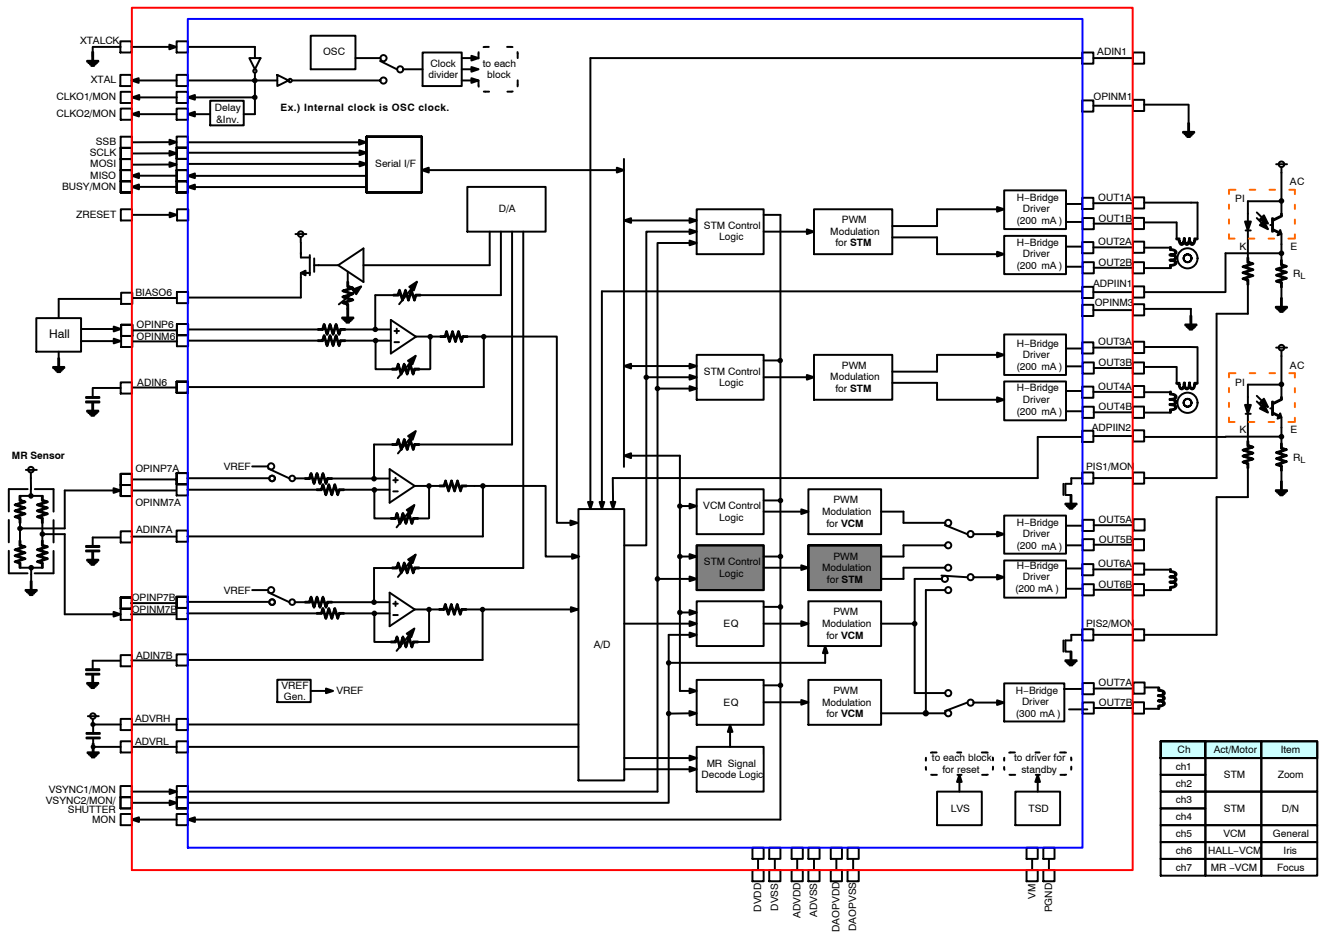 XTALCK
XTAL
CLKO1/MON
CLKO2/MON
OSC
Clock
divider
to each
block
Delay
&Inv.
Ex.) Internal clock is OSC clock.
SSB
SCLK
MOSI
MISO
BUSY/MON
Serial I/F
ZRESET
D/A
BIASO6
Hall
OPINP6
OPINM6
ADIN6
MR Sensor
OPINP7A
OPINM7A
VREF
ADIN7A
OPINP7B
OPINM7B
VREF
ADIN7B
VREF
Gen.
VREF
ADVRH
ADVRL
VSYNC1/MON
VSYNC2/MON/
SHUTTER
MON
A/D
STM Control
Logic
PWM
Modulation
for STM
H-Bridge
Driver
(200 mA)
H-Bridge
Driver
(200 mA)
STM Control
Logic
PWM
Modulation
for STM
H-Bridge
Driver
(200 mA)
H-Bridge
Driver
(200 mA)
VCM Control
Logic
PWM
Modulation
for VCM
H-Bridge
Driver
(200 mA)
STM Control
Logic
PWM
Modulation
for STM
H-Bridge
Driver
(200 mA)
EQ
PWM
Modulation
for VCM
EQ
PWM
Modulation
for VCM
H-Bridge
Driver
(300 mA)
MR Signal
Decode Logic
to each block
for reset
LVS
to driver for
standby
TSD
ADIN1
OPINM1
OUT1A
OUT1B
OUT2A
OUT2B
ADPIIN1
OPINM3
OUT3A
OUT3B
OUT4A
OUT4B
ADPIIN2
PIS1/MON
OUT5A
OUT5B
OUT6A
OUT6B
PIS2/MON
OUT7A
OUT7B
AC
PI
K
E
RL
AC
PI
K
E
RL
DVDD
DVSS
ADVDD
ADVSS
DAOPVDD
DAOPVSS
VM
PGND
Ch Act/Motor Item
ch1
STM Zoom
ch2
ch3
STM D/N
ch4
ch5 VCM General
ch6 HALL-VCM Iris
ch7 MR -VCM Focus